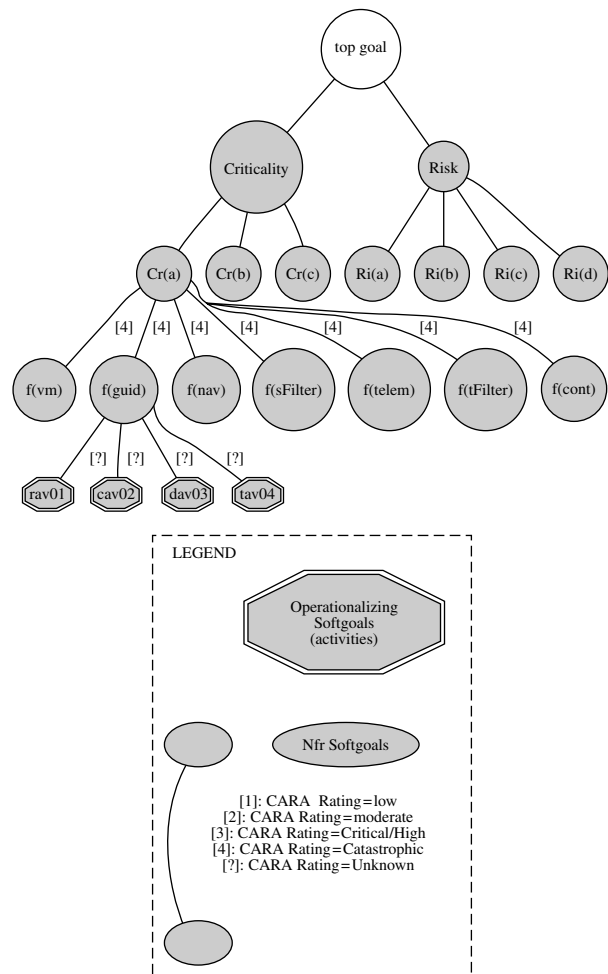 top goal
Criticality
Risk
Cr(a)
Cr(b)
Cr(c)
Ri(a)
Ri(b)
Ri(c)
Ri(d)
[4]
[4]
[4]
[4]
[4]
[4]
[4]
f(vm)
f(guid)
f(nav)
f(sFilter)
f(telem)
f(tFilter)
f(cont)
[?]
[?]
[?]
[?]
rav01
cav02
dav03
tav04
LEGEND
Operationalizing
Softgoals
(activities)
Nfr Softgoals
[1]: CARA Rating=low
[2]: CARA Rating=moderate
[3]: CARA Rating=Critical/High
[4]: CARA Rating=Catastrophic
[?]: CARA Rating=Unknown